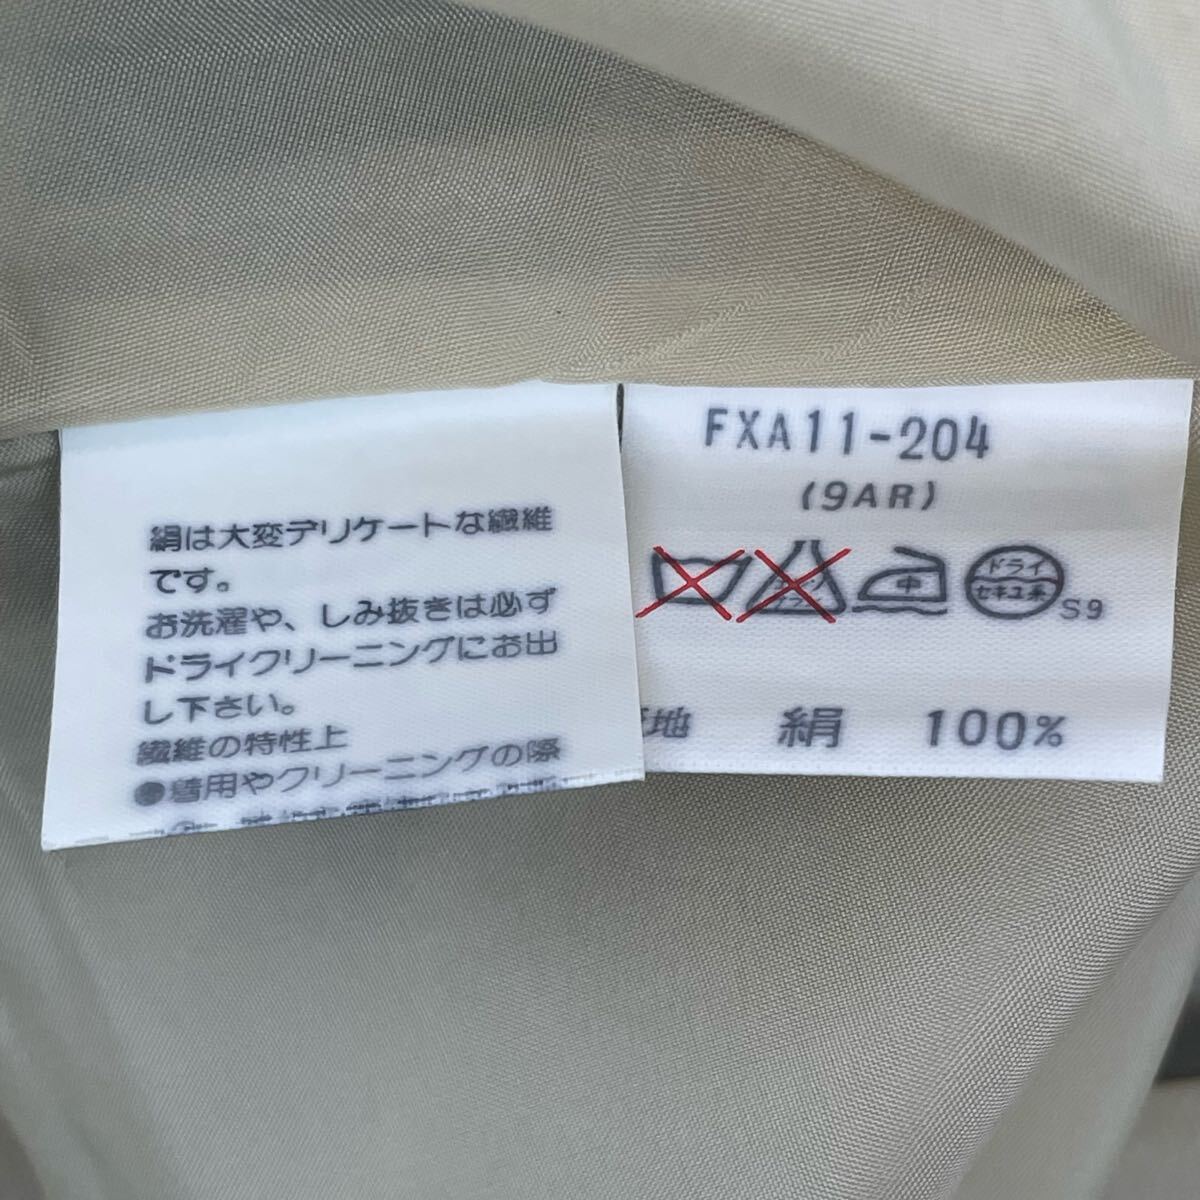 絹は大変デリケートな繊維
です。
お洗濯や、しみ抜きは必ず
ドライクリーニングにお出
し下さい。
繊維の特性上
●着用やクリーニングの際
FXA11-204
(9AR)
中
ドライ
セキユ系
S9
地 絹 100%